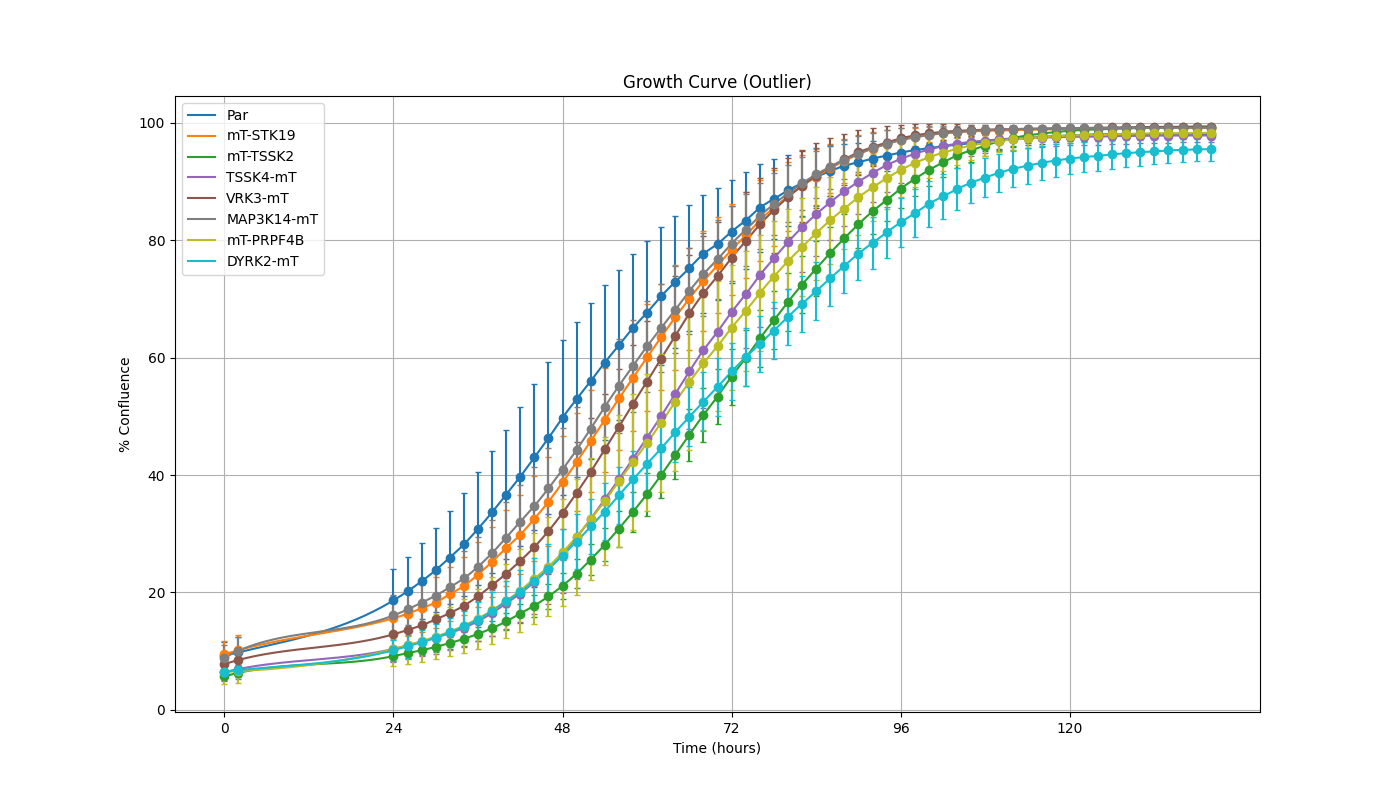 Growth Curve (Outlier)
100
80
60
40
20
0
% Confluence
Par
mT-STK19
mT-TSSK2
TSSK4-mT
VRK3-mT
MAP3K14-mT
mT-PRPF4B
DYRK2-mT
0 24 48 72 96 120
Time (hours)